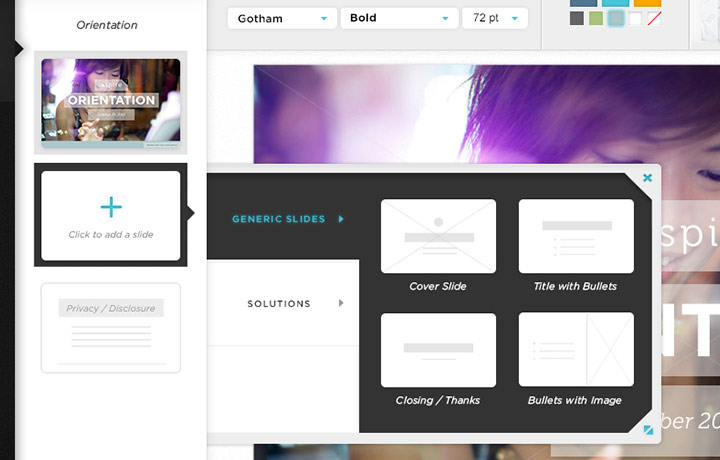 Orientation
Gotham
Bold
72 pt
ORIENTATION
Click to add a slide
Privacy / Disclosure
GENERIC SLIDES
SOLUTIONS
Cover Slide
Title with Bullets
Closing / Thanks
Bullets with Image
spi
NT
ber 20